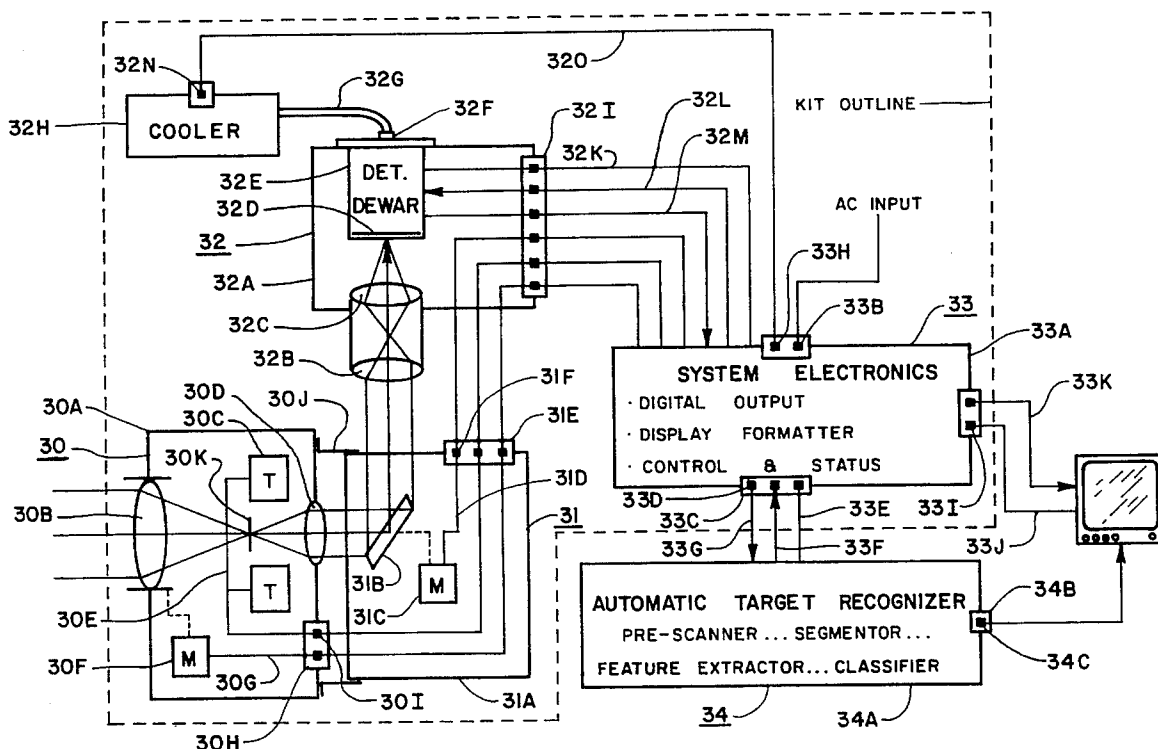 32O
32N
32G
32F
32I
32L
32M
KIT OUTLINE
32H
COOLER
32K
32E
DET.
DEWAR
32D
AC INPUT
32
33H
32A
33B
33
33A
32C
SYSTEM ELECTRONICS
33K
32B
31F
· DIGITAL OUTPUT
30D
30J
31E
30A
30C
· DISPLAY FORMATTER
30
30K
T
· CONTROL & STATUS
31D
33D
33E
33I
31
33C
30B
33G
33F
33J
M
31B
T
31C
AUTOMATIC TARGET RECOGNIZER
34B
30E
PRE-SCANNER... SEGMENTOR...
30F
M
FEATURE EXTRACTOR... CLASSIFIER
34C
30G
30I
31A
34
34A
30H